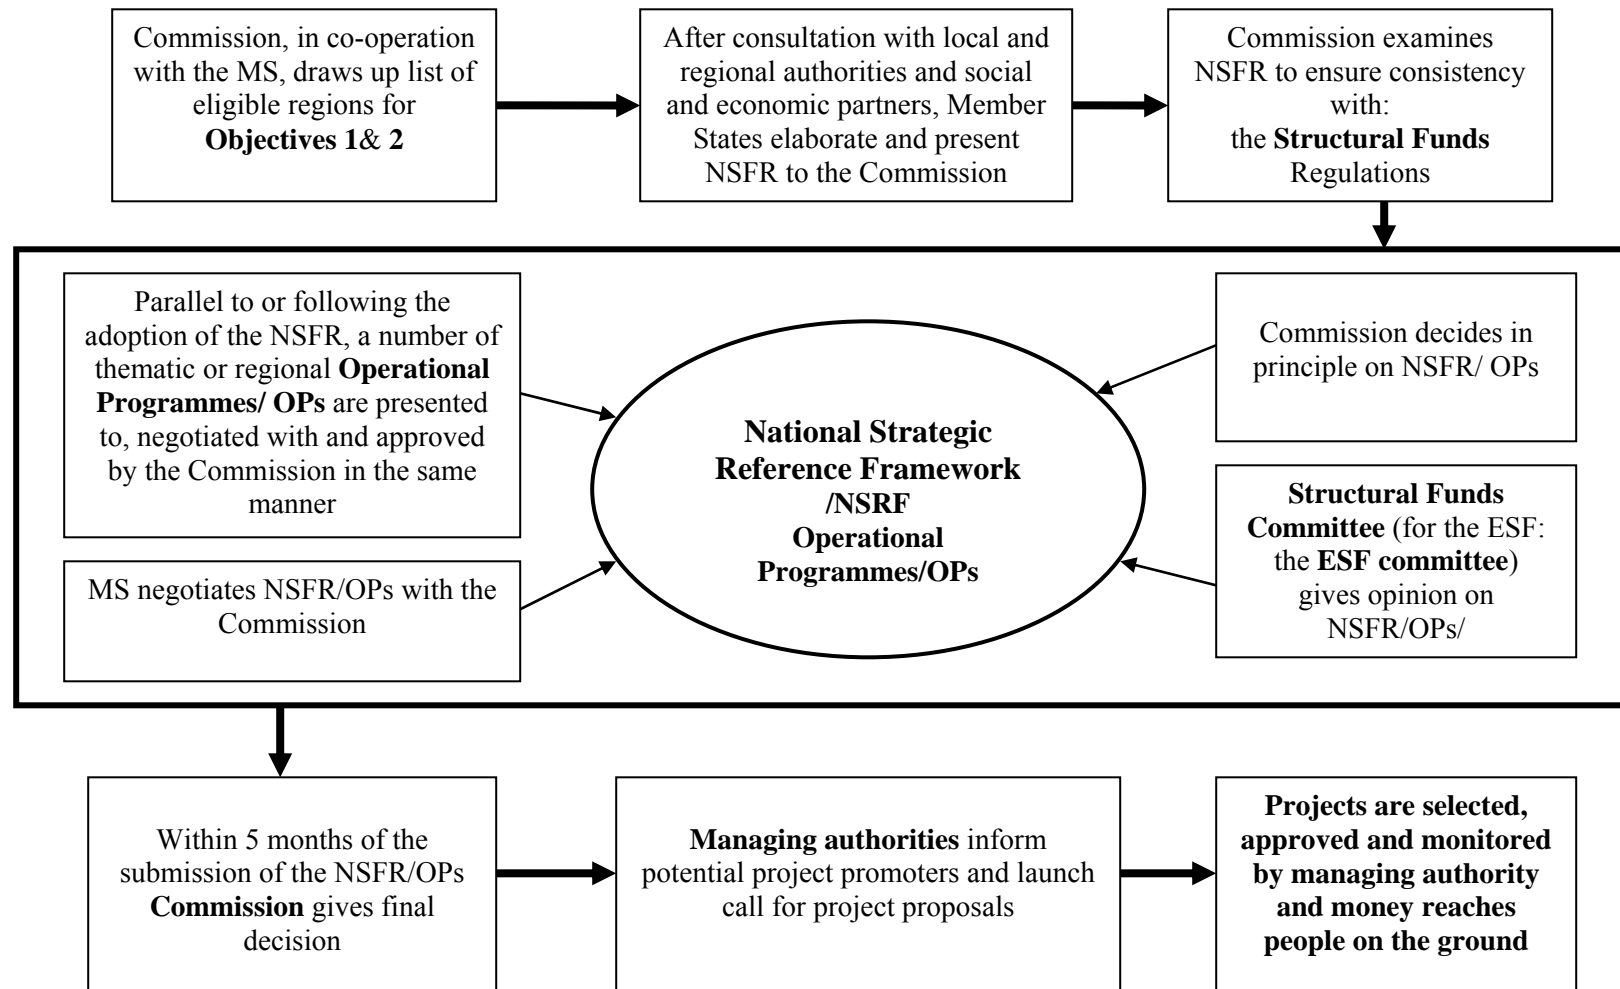 Commission, in co-operation
with the MS, draws up list of
eligible regions for
Objectives 1& 2
After consultation with local and
regional authorities and social
and economic partners, Member
States elaborate and present
NSFR to the Commission
Commission examines
NSFR to ensure consistency
with:
the Structural Funds
Regulations
Parallel to or following the
adoption of the NSFR, a number of
thematic or regional Operational
Programmes/ OPs are presented
to, negotiated with and approved
by the Commission in the same
manner
MS negotiates NSFR/OPs with the
Commission
National Strategic
Reference Framework
/NSRF
Operational
Programmes/OPs
Commission decides in
principle on NSFR/ OPs
Structural Funds
Committee (for the ESF:
the ESF committee)
gives opinion on
NSFR/OPs/
Within 5 months of the
submission of the NSFR/OPs
Commission gives final
decision
Managing authorities inform
potential project promoters and launch
call for project proposals
Projects are selected,
approved and monitored
by managing authority
and money reaches
people on the ground